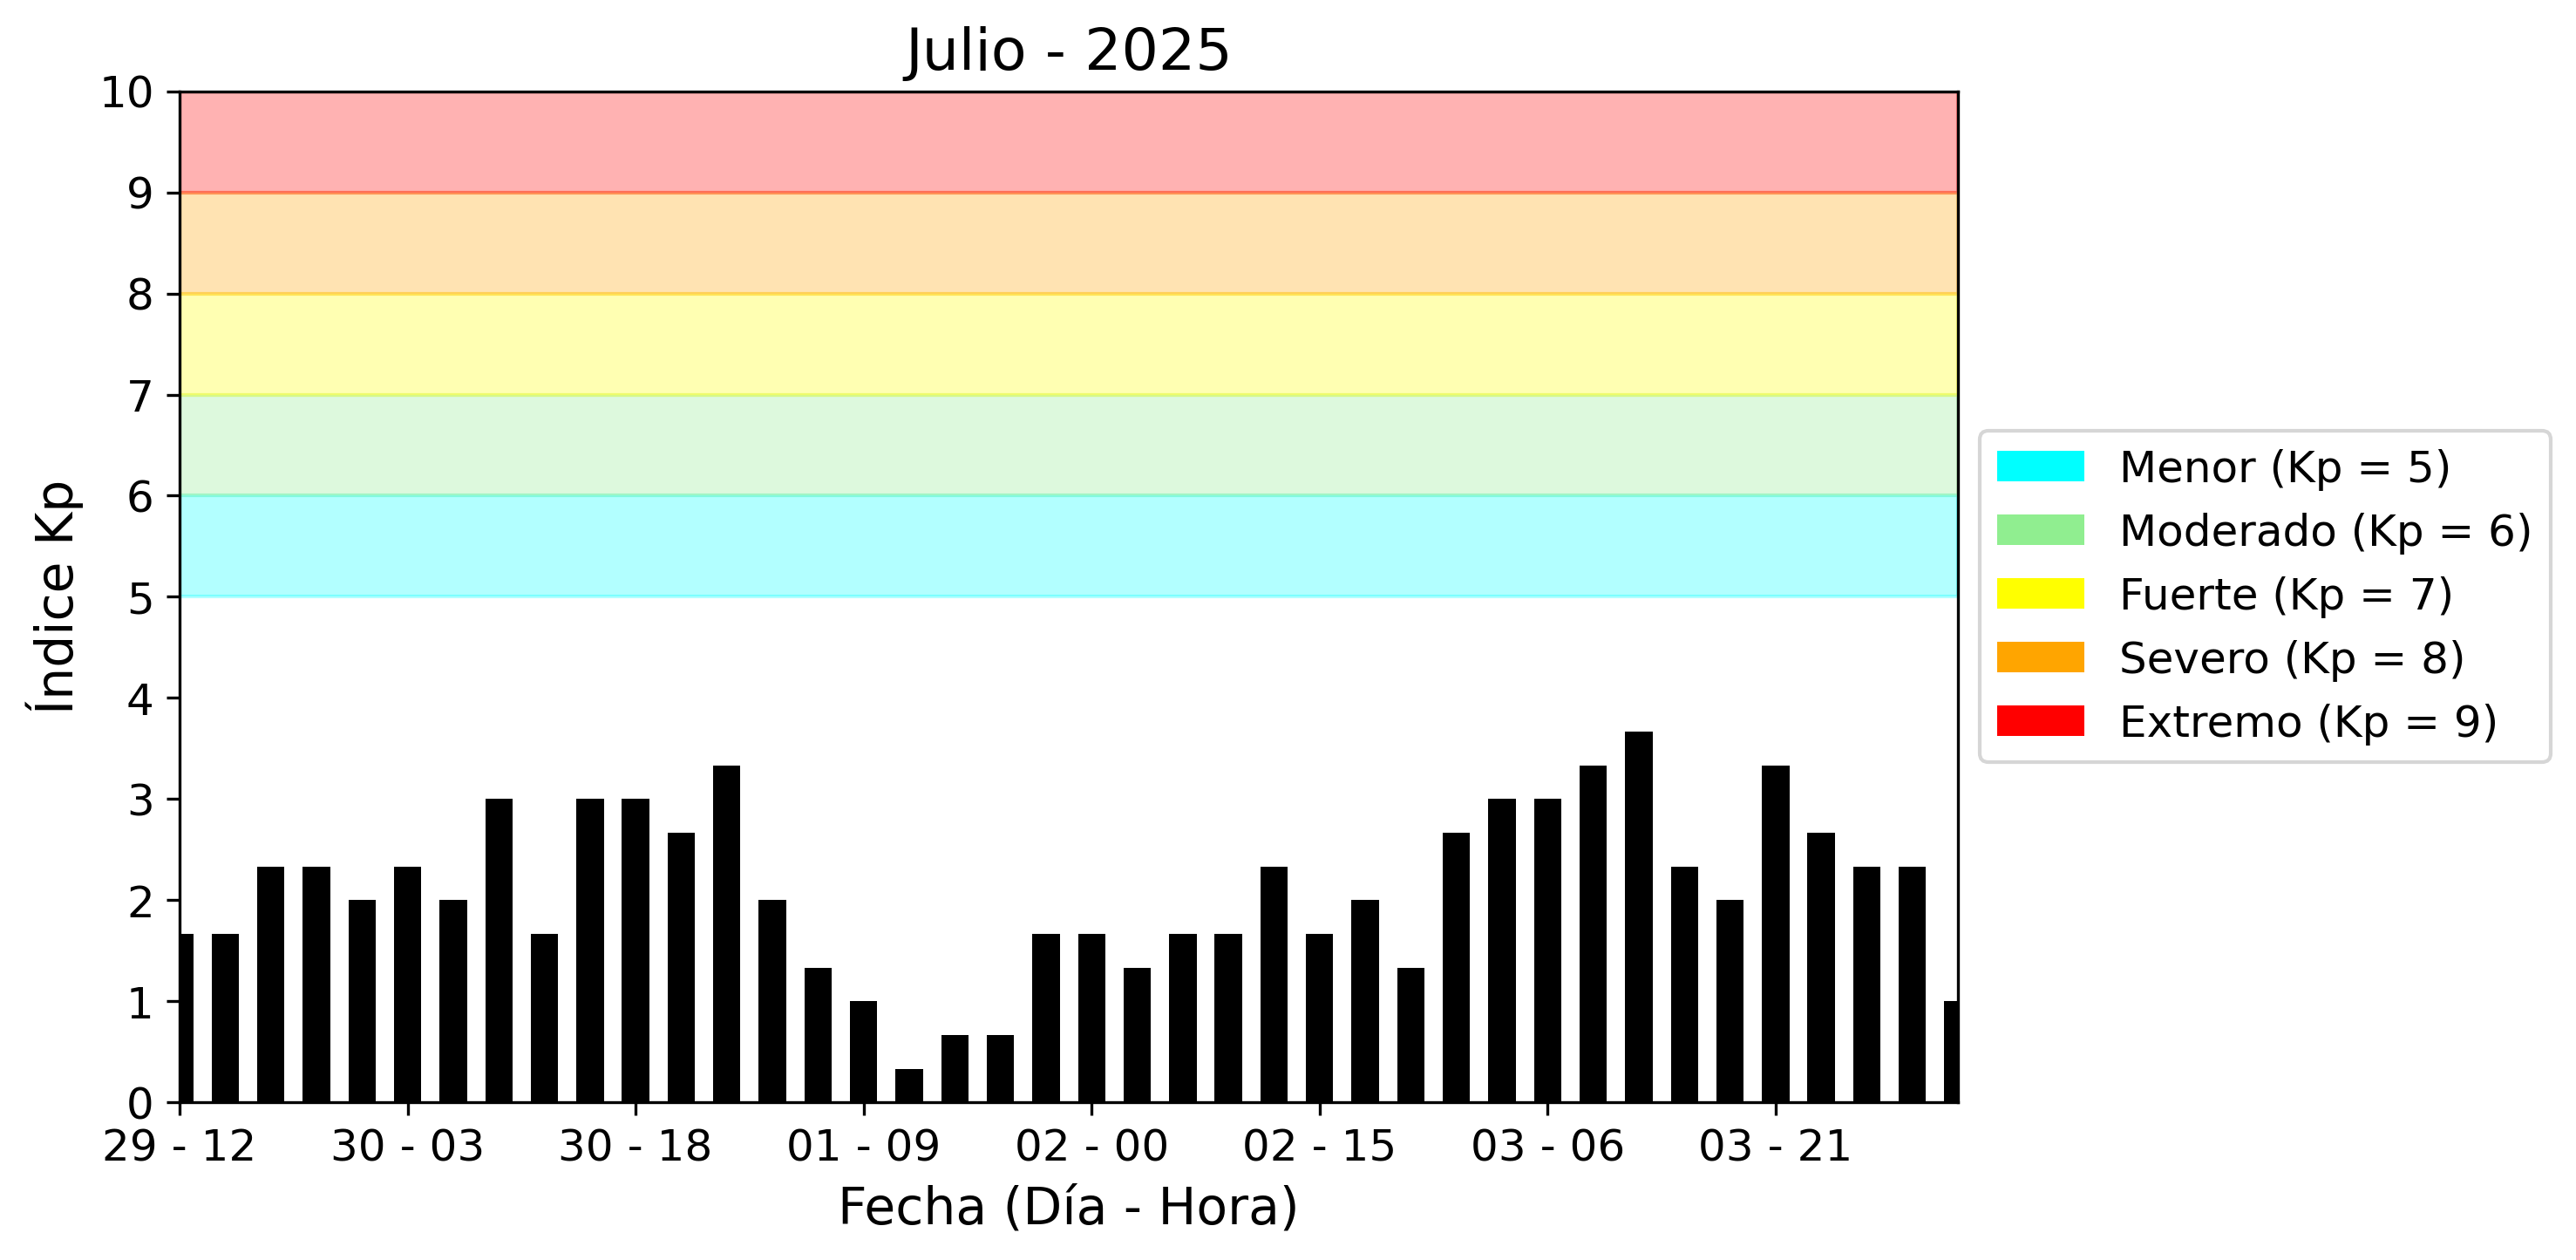 Julio - 2025
10
9
8
7
6
5
4
3
2
1
0
Índice Kp
29 - 12
30 - 03
30 - 18
01 - 09
02 - 00
02 - 15
03 - 06
03 - 21
Fecha (Día - Hora)
Menor (Kp = 5)
Moderado (Kp = 6)
Fuerte (Kp = 7)
Severo (Kp = 8)
Extremo (Kp = 9)